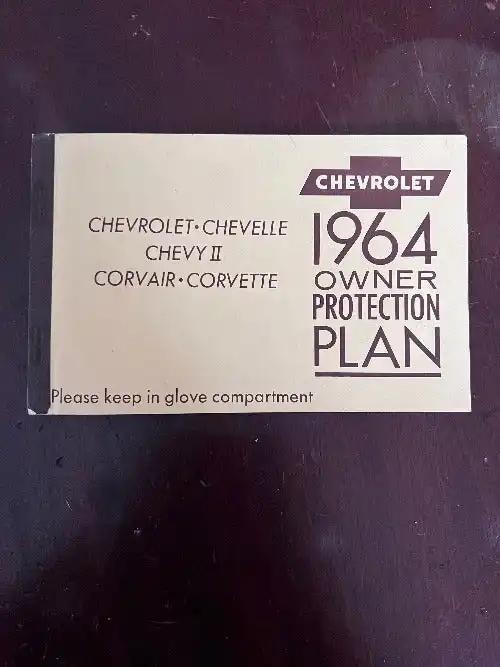 CHEVROLET
1964
OWNER
PROTECTION
PLAN
CHEVROLET • CHEVELLE
CHEVY II
CORVAIR • CORVETTE
Please keep in glove compartment